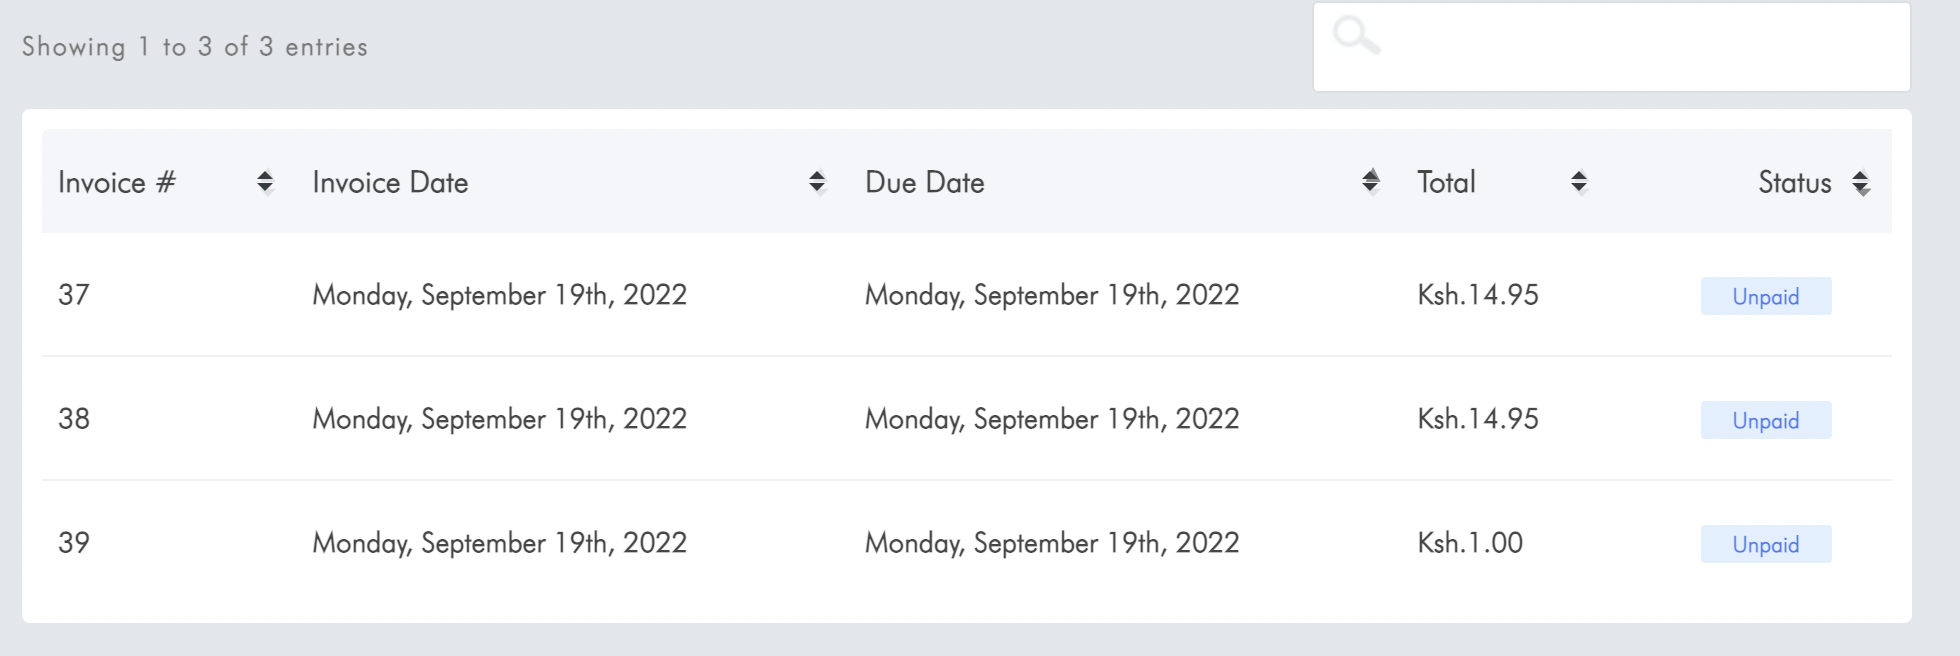 Showing 1 to 3 of 3 entries
Invoice # Invoice Date Due Date Total Status
37 Monday, September 19th, 2022 Monday, September 19th, 2022 Ksh.14.95 Unpaid
38 Monday, September 19th, 2022 Monday, September 19th, 2022 Ksh.14.95 Unpaid
39 Monday, September 19th, 2022 Monday, September 19th, 2022 Ksh.1.00 Unpaid